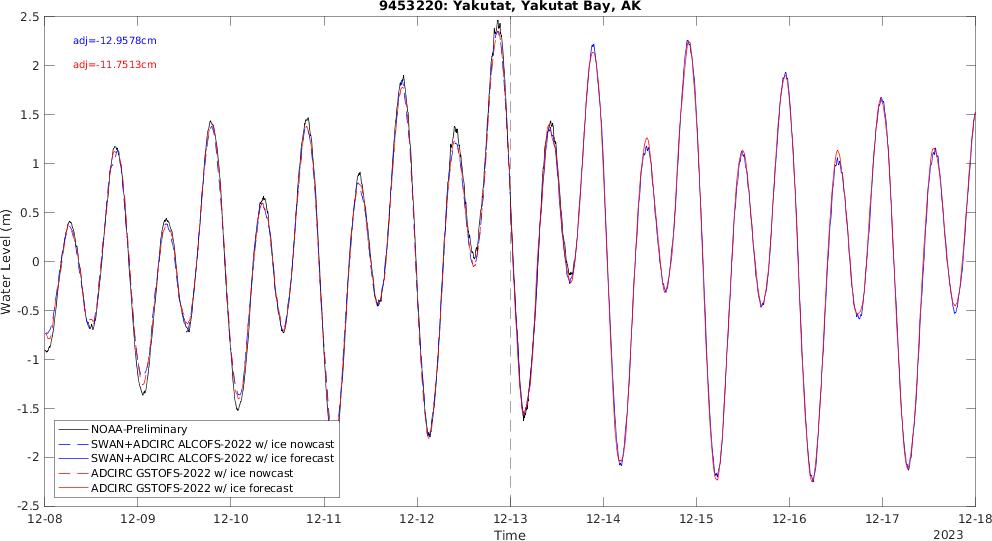 9453220: Yakutat, Yakutat Bay, AK
2.5
adj=-12.9578cm
2
adj=-11.7513cm
1.5
1
0.5
0
-0.5
-1
-1.5
-2
-2.5
Water Level (m)
NOAA-Preliminary
SWAN+ADCIRC ALCOFS-2022 w/ ice nowcast
SWAN+ADCIRC ALCOFS-2022 w/ ice forecast
ADCIRC GSTOFS-2022 w/ ice nowcast
ADCIRC GSTOFS-2022 w/ ice forecast
12-08 12-09 12-10 12-11 12-12 12-13 12-14 12-15 12-16 12-17 12-18
Time
2023